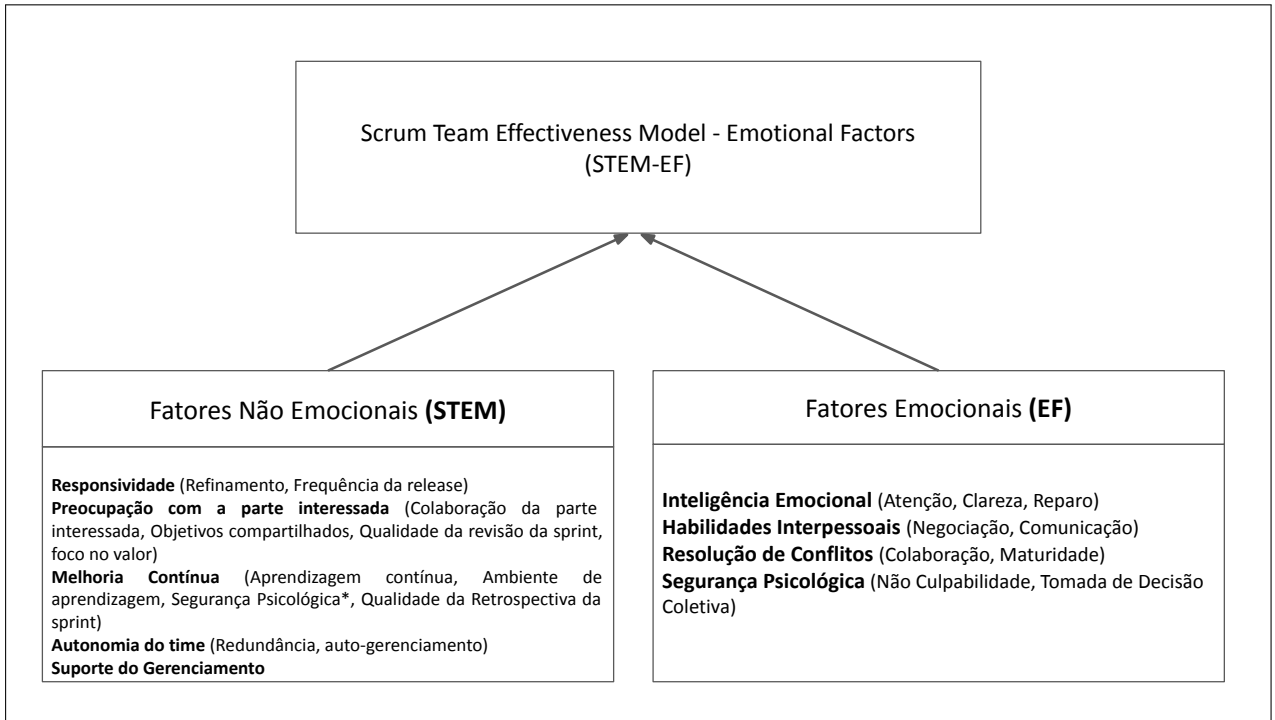 Scrum Team Effectiveness Model - Emotional Factors
(STEM-EF)
Fatores Não Emocionais (STEM)
Responsividade (Refinamento, Frequência da release)
Preocupação com a parte interessada (Colaboração da parte
interessada, Objetivos compartilhados, Qualidade da revisão da sprint,
foco no valor)
Melhoria Contínua (Aprendizagem contínua, Ambiente de
aprendizagem, Segurança Psicológica*, Qualidade da Retrospectiva da
sprint)
Autonomia do time (Redundância, auto-gerenciamento)
Suporte do Gerenciamento
Fatores Emocionais (EF)
Inteligência Emocional (Atenção, Clareza, Reparo)
Habilidades Interpessoais (Negociação, Comunicação)
Resolução de Conflitos (Colaboração, Maturidade)
Segurança Psicológica (Não Culpabilidade, Tomada de Decisão
Coletiva)